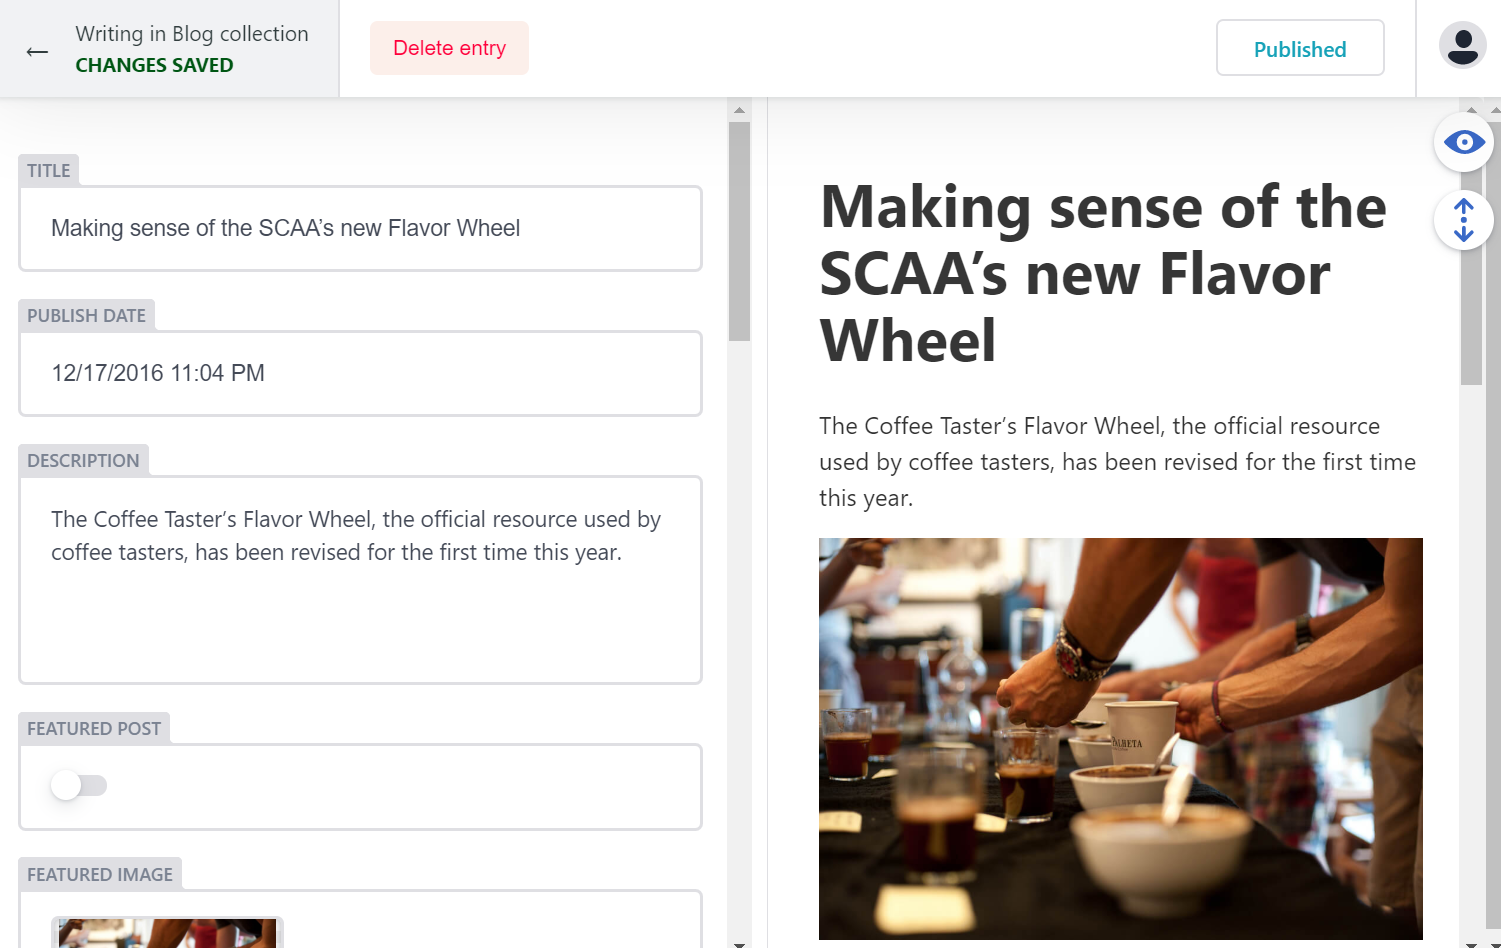 Writing in Blog collection
CHANGES SAVED
Delete entry
Published
TITLE
Making sense of the SCAA’s new Flavor Wheel
PUBLISH DATE
12/17/2016 11:04 PM
DESCRIPTION
The Coffee Taster’s Flavor Wheel, the official resource used by
coffee tasters, has been revised for the first time this year.
FEATURED POST
FEATURED IMAGE
Making sense of the
SCAA’s new Flavor
Wheel
The Coffee Taster’s Flavor Wheel, the official resource
used by coffee tasters, has been revised for the first time
this year.